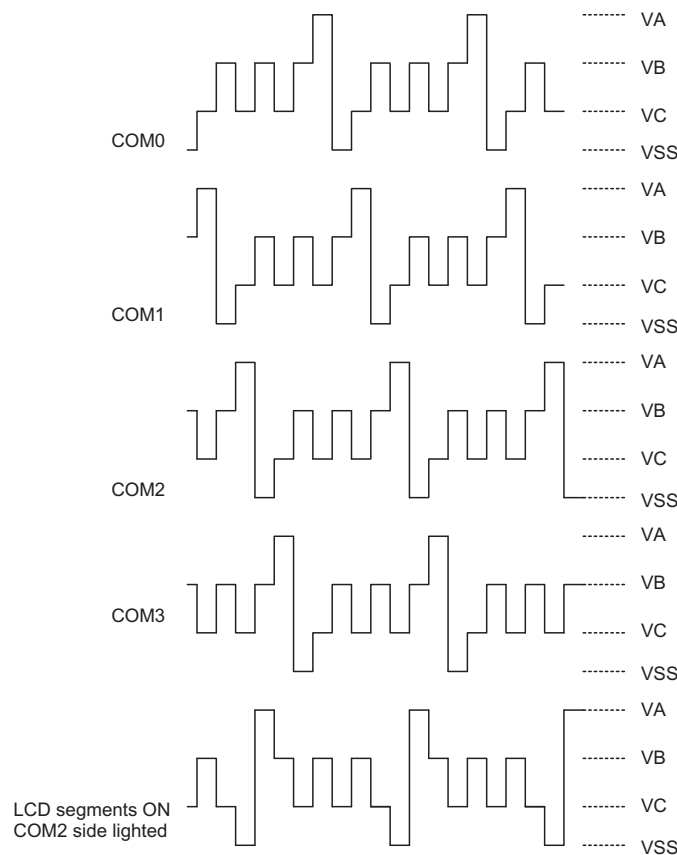 VA
VB
VC
COM0
VSS
VA
VB
VC
COM1
VSS
VA
VB
VC
COM2
VSS
VA
VB
COM3
VC
VSS
VA
VB
LCD segments ON
VC
COM2 side lighted
VSS